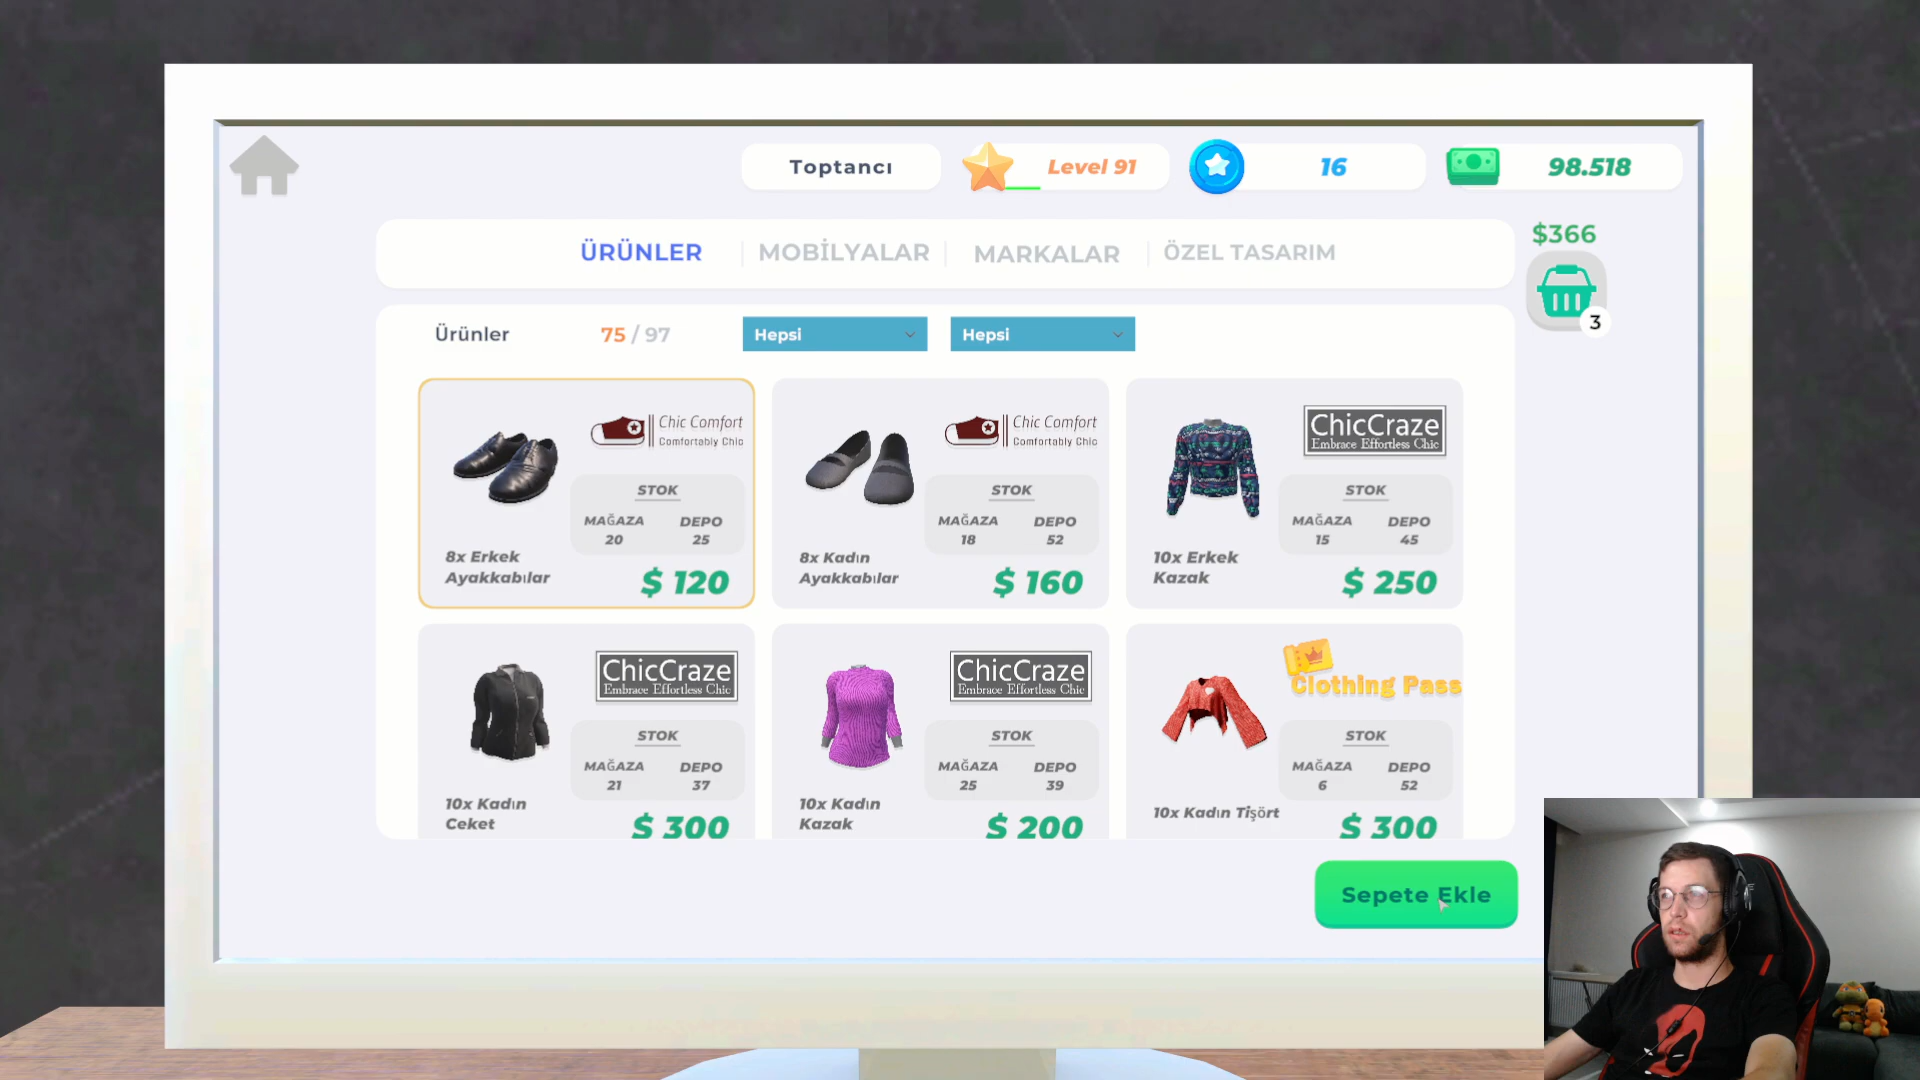 Toptancı
Level 91
16
98.518
ÜRÜNLER
MOBİLYALAR
MARKALAR
ÖZEL TASARIM
$366
3
Ürünler
75 / 97
Hepsi
Hepsi
Chic Comfort
Comfortably Chic
STOK
MAĞAZA
DEPO
20
25
8x Erkek
Ayakkabılar
$ 120
Chic Comfort
Comfortably Chic
STOK
MAĞAZA
DEPO
18
52
8x Kadın
Ayakkabılar
$ 160
ChicCraze
Embrace Effortless Chic
STOK
MAĞAZA
DEPO
15
45
10x Erkek
Kazak
$ 250
ChicCraze
Embrace Effortless Chic
STOK
MAĞAZA
DEPO
21
37
10x Kadın
Ceket
$ 300
ChicCraze
Embrace Effortless Chic
STOK
MAĞAZA
DEPO
25
39
10x Kadın
Kazak
$ 200
Clothing Pass
STOK
MAĞAZA
DEPO
6
52
10x Kadın Tişört
$ 300
Sepete Ekle